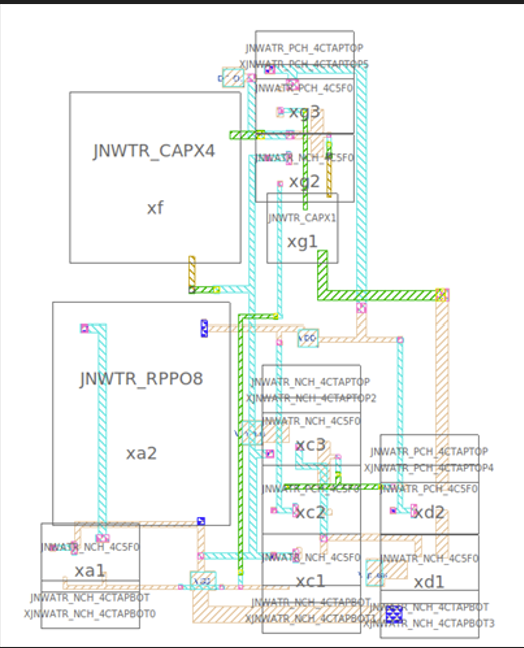 JNWATR_PCH_4CTAPTOP
XJNWATR_PCH_4CTAPTOP5
JNWATR_PCH_4C5F0
xg3
JNWTR_CAPX4
JNWATR_NCH_4C5F0
xg2
xf
JNWTR_CAPX1
xg1
VDD
JNWTR_RPPO8
JNWATR_NCH_4CTAPTOP
XJNWATR_NCH_4CTAPTOP2
JNWATR_NCH_4C5F0
xc3
xa2
JNWATR_PCH_4CTAPTOP
XJNWATR_PCH_4CTAPTOP4
JNWATR_NCH_4C5F0
JNWATR_PCH_4C5F0
xc2
xd2
JNWATR_NCH_4C5F0
JNWATR_NCH_4C5F0
JNWATR_NCH_4C5F0
xa1
xc1
xd1
JNWATR_NCH_4CTAPBOT
XJNWATR_NCH_4CTAPBOT0
JNWATR_NCH_4CTAPBOT
XJNWATR_NCH_4CTAPBOT1
JNWATR_NCH_4CTAPBOT
XJNWATR_NCH_4CTAPBOT3